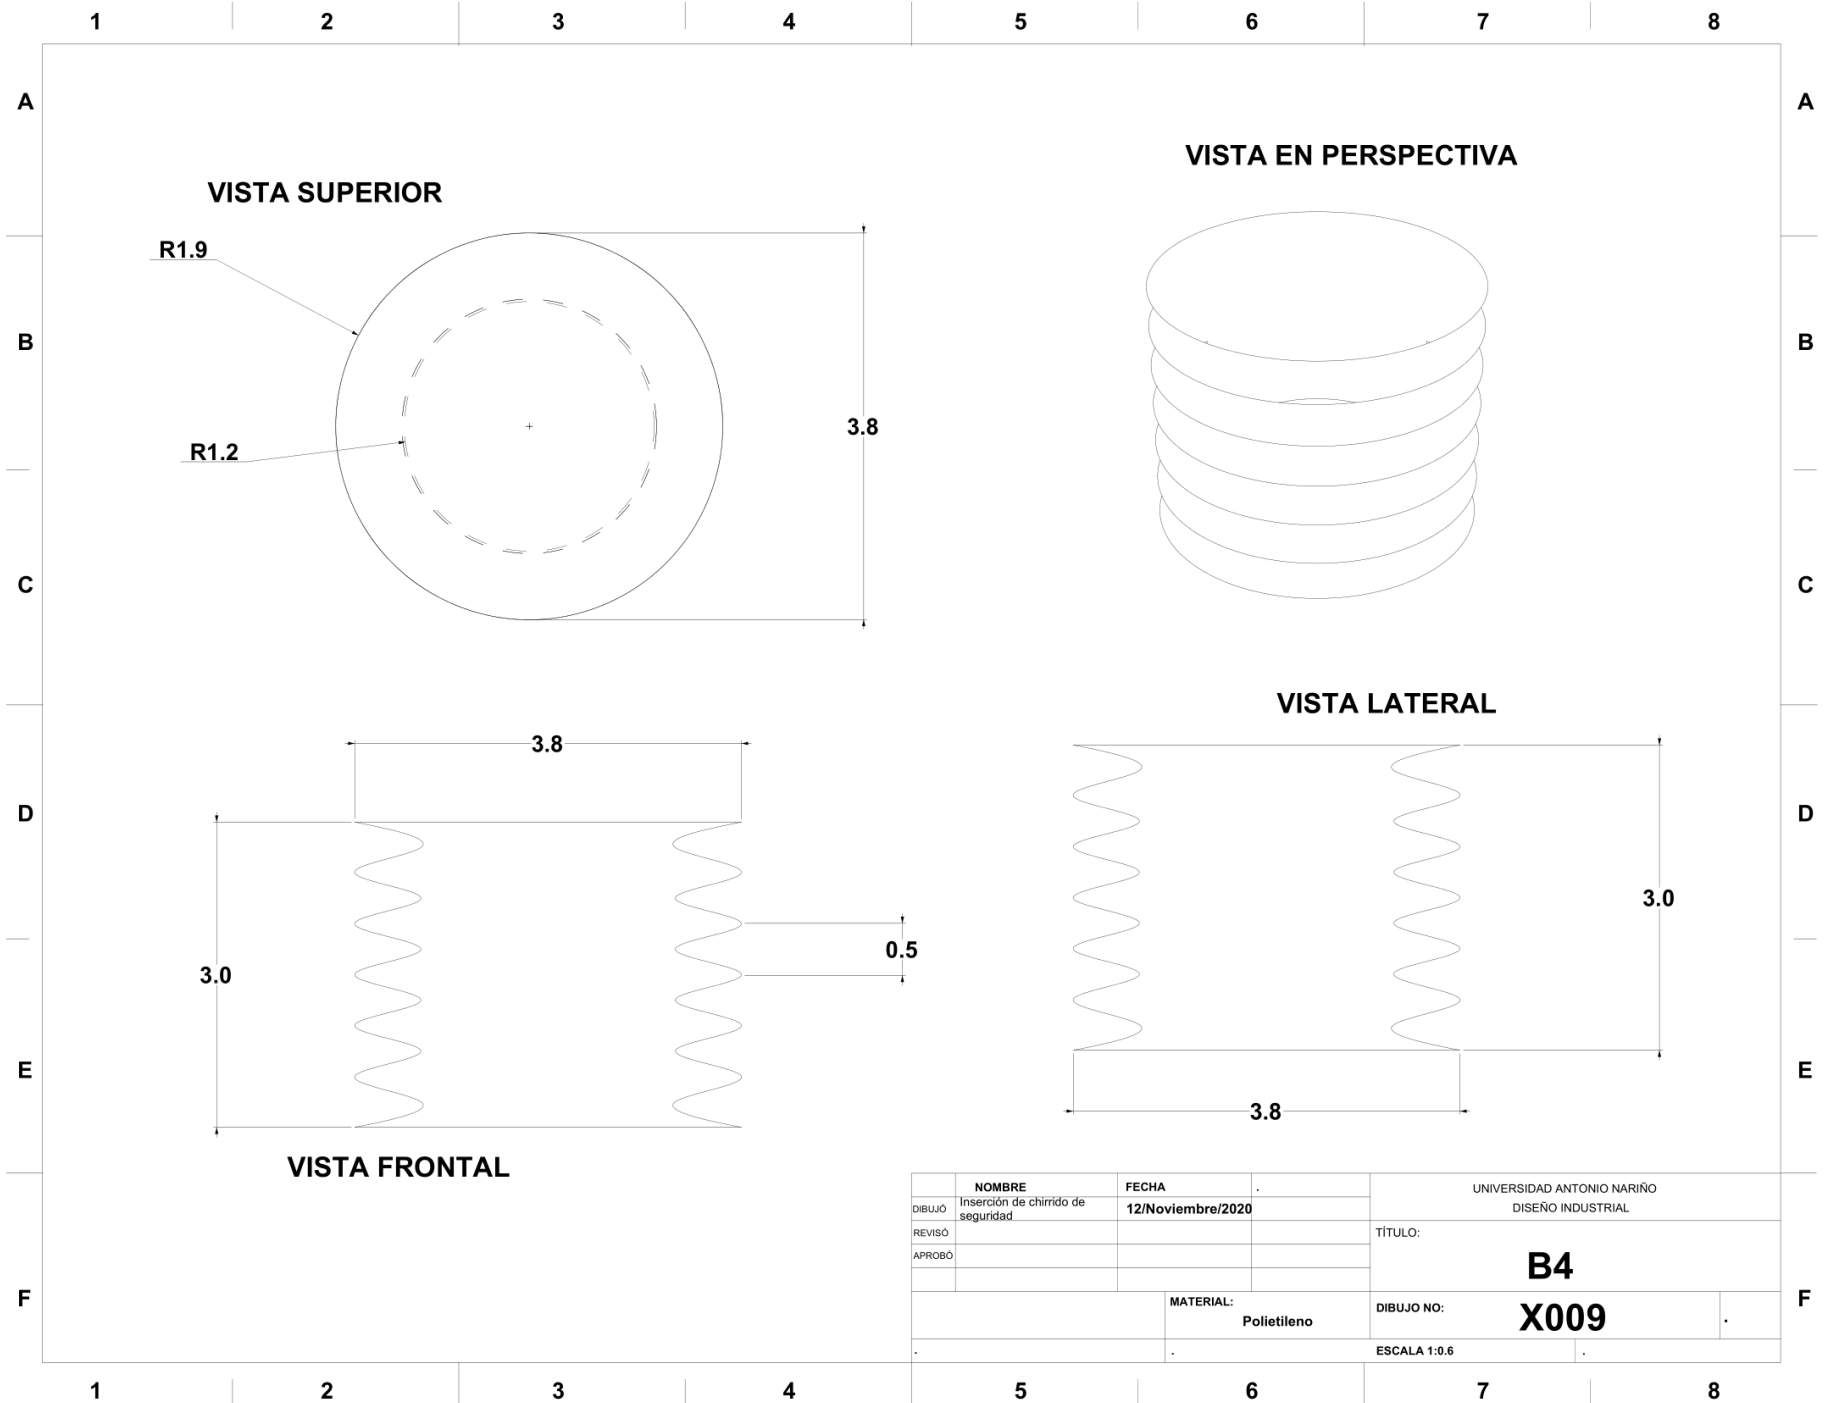 1 2 3 4 5 6 7 8
A A
VISTA EN PERSPECTIVA
VISTA SUPERIOR
R1.9
B B
3.8
R1.2
C C
VISTA LATERAL
3.8
D D
3.0
0.5
3.0
E E
3.8
VISTA FRONTAL
NOMBRE FECHA .
DIBUJÓ Inserción de chirrido de
seguridad
12/Noviembre/2020
REVISÓ
APROBÓ
UNIVERSIDAD ANTONIO NARIÑO
DISEÑO INDUSTRIAL
TÍTULO:
B4
MATERIAL:
Polietileno
DIBUJO NO: X009 .
. . ESCALA 1:0.6 .
F F
1 2 3 4 5 6 7 8